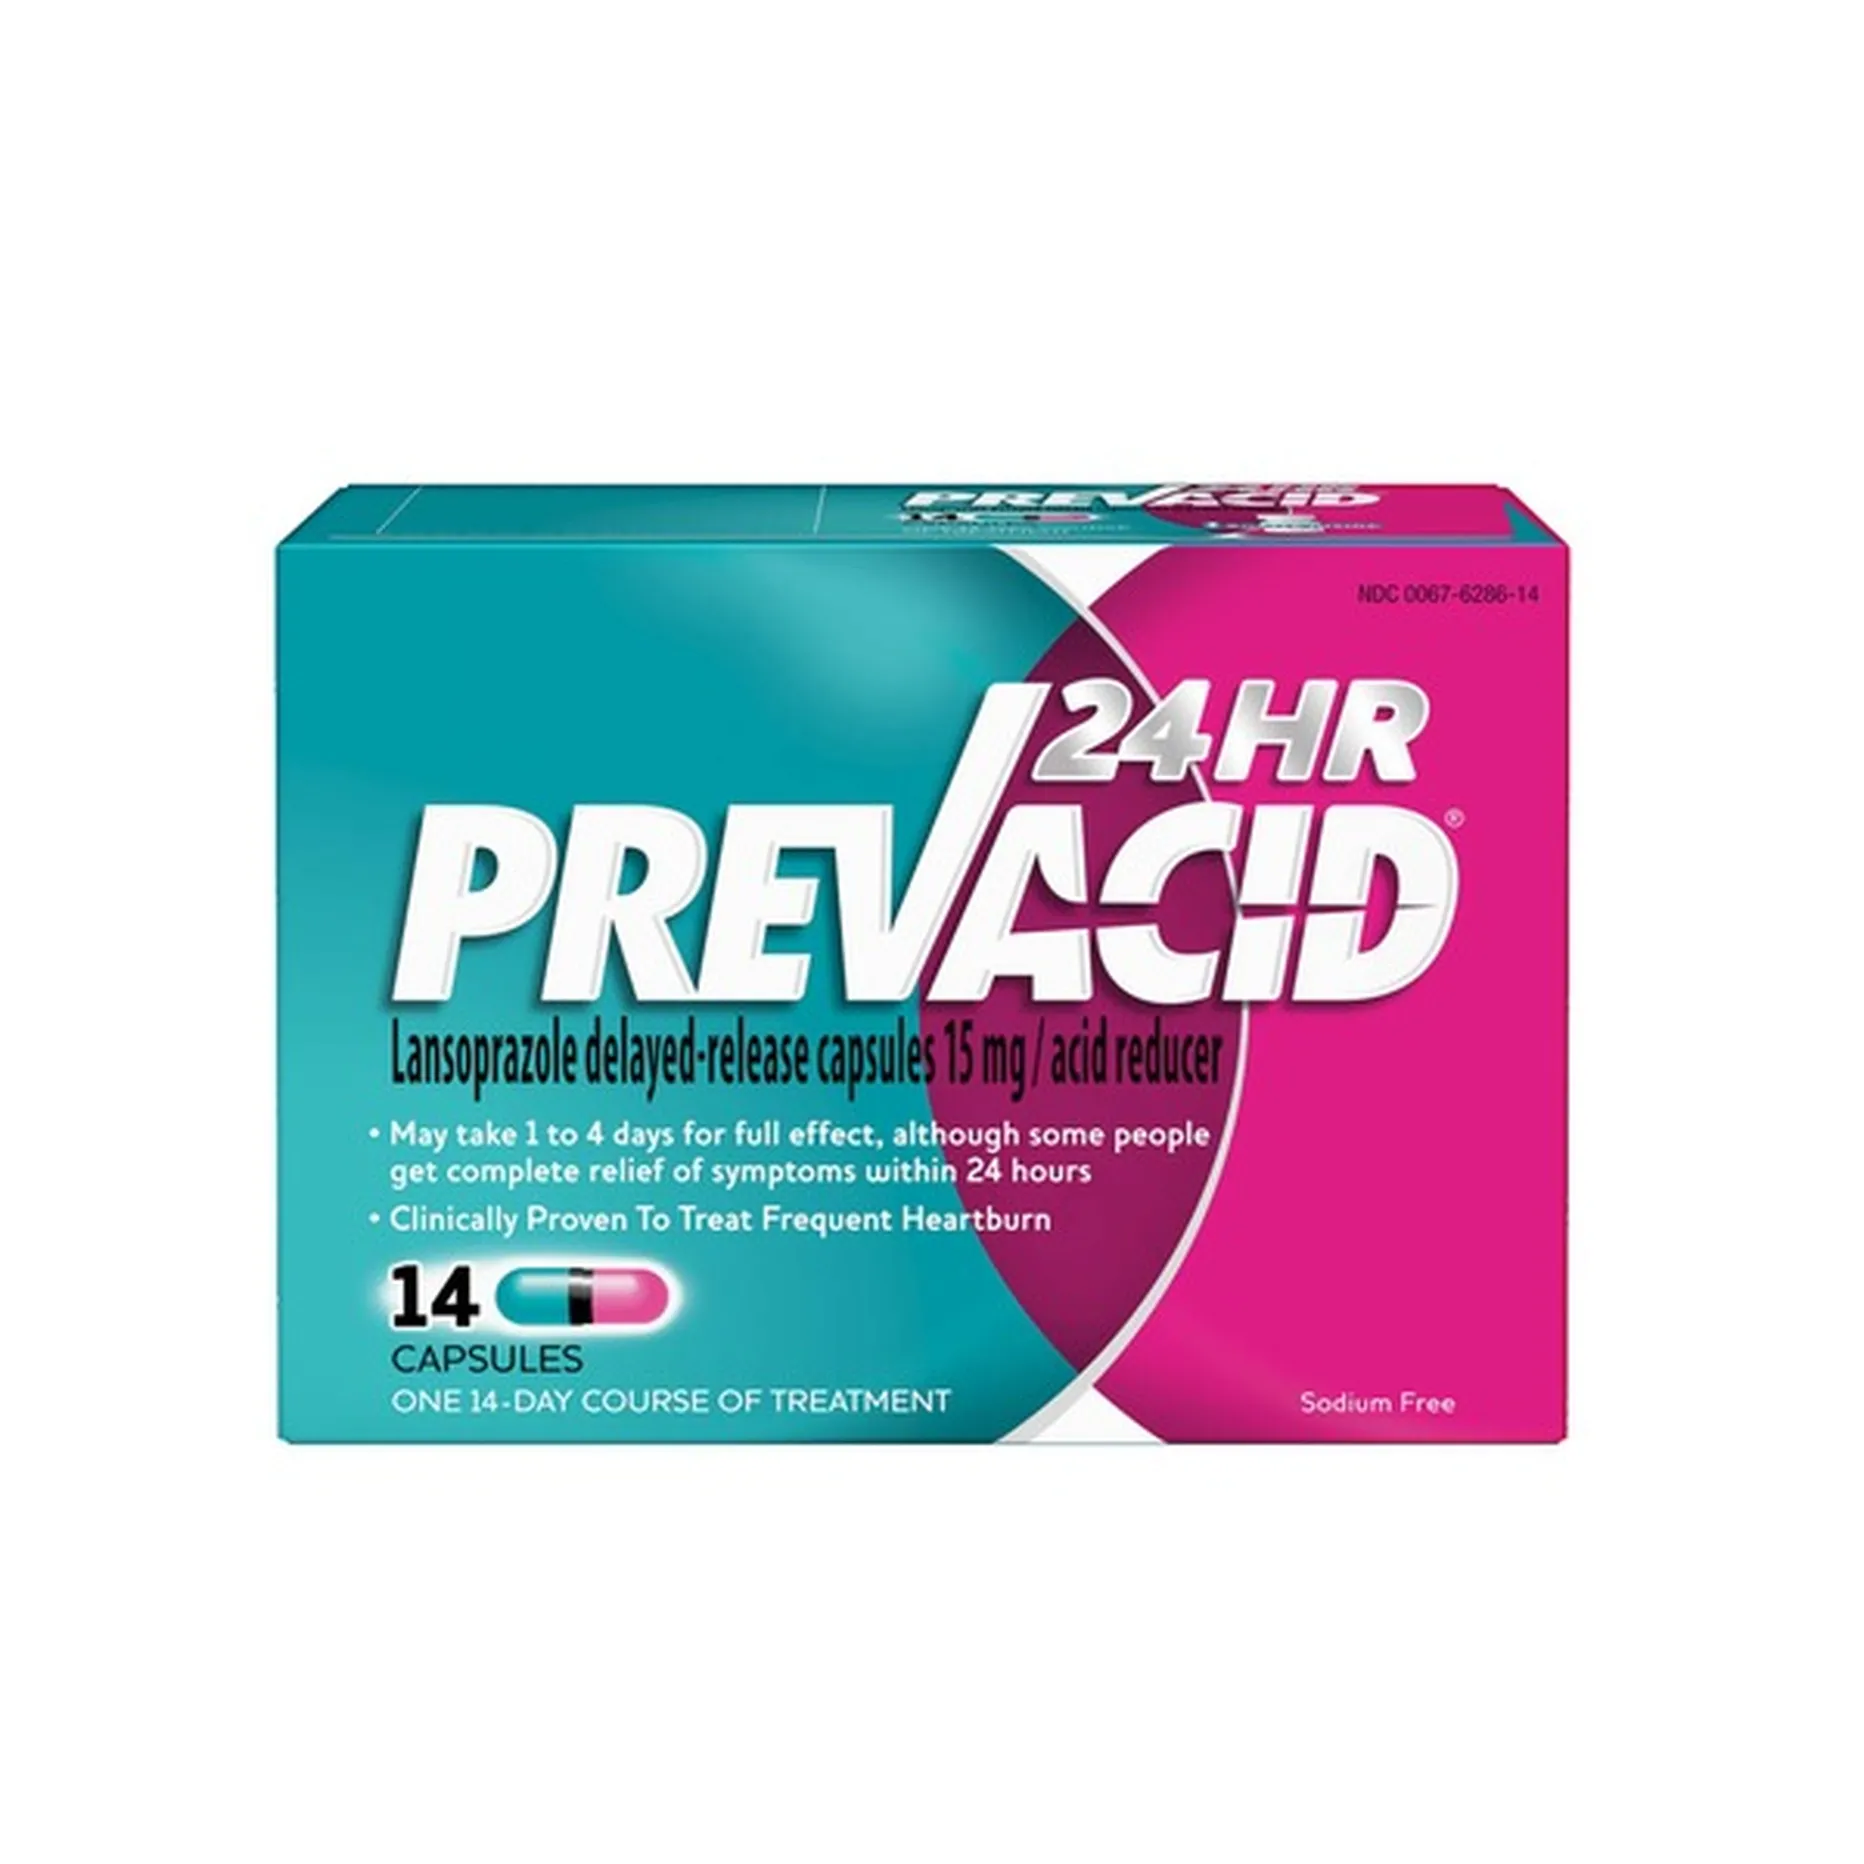 PREVACID
14
NDC 0067-6286-14
24HR
PREVACID®
Lansoprazole delayed-release capsules 15 mg / acid reducer
• May take 1 to 4 days for full effect, although some people
get complete relief of symptoms within 24 hours
• Clinically Proven To Treat Frequent Heartburn
14
CAPSULES
ONE 14-DAY COURSE OF TREATMENT
Sodium Free